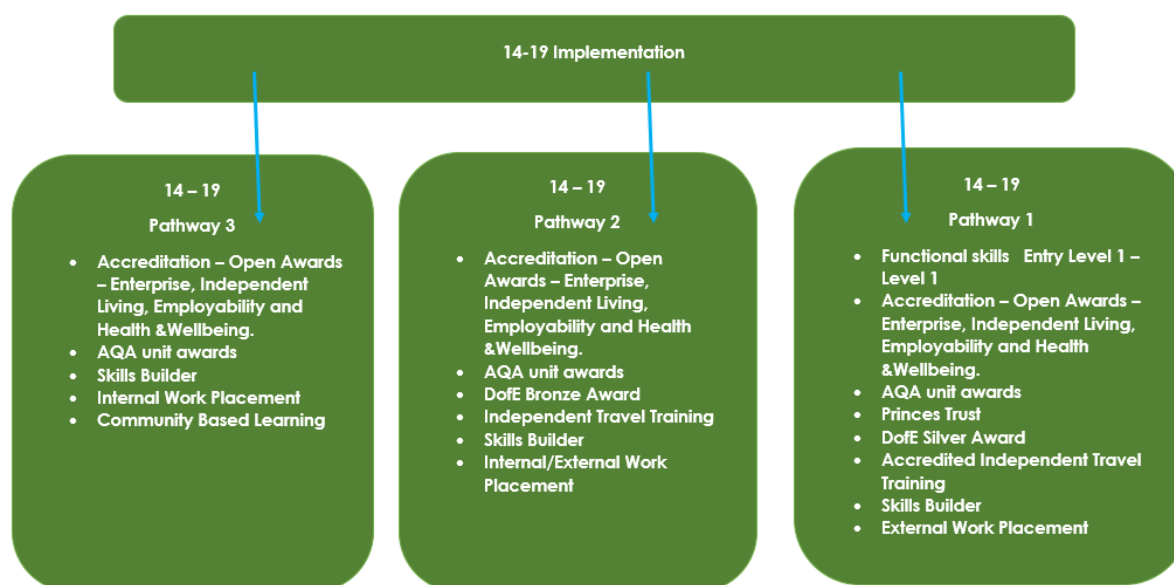 14-19 Implementation
14 – 19
Pathway 3
• Accreditation – Open Awards
– Enterprise, Independent
Living, Employability and
Health &Wellbeing.
• AQA unit awards
• Skills Builder
• Internal Work Placement
• Community Based Learning
14 – 19
Pathway 2
• Accreditation – Open
Awards – Enterprise,
Independent Living,
Employability and Health
&Wellbeing.
• AQA unit awards
• DofE Bronze Award
• Independent Travel Training
• Skills Builder
• Internal/External Work
Placement
14 – 19
Pathway 1
• Functional skills Entry Level 1 –
Level 1
• Accreditation – Open Awards –
Enterprise, Independent Living,
Employability and Health
&Wellbeing.
• AQA unit awards
• Princes Trust
• DofE Silver Award
• Accredited Independent Travel
Training
• Skills Builder
• External Work Placement